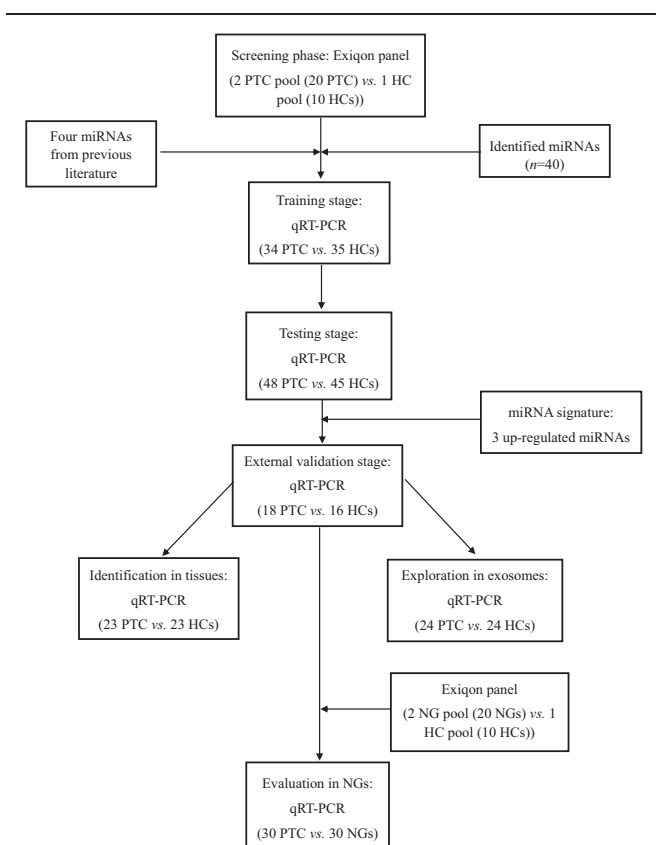 Screening phase: Exiqon panel
(2 PTC pool (20 PTC) vs. 1 HC
pool (10 HCs))
Four miRNAs
from previous
literature
Identified miRNAs
(n=40)
Training stage:
qRT-PCR
(34 PTC vs. 35 HCs)
Testing stage:
qRT-PCR
(48 PTC vs. 45 HCs)
miRNA signature:
3 up-regulated miRNAs
External validation stage:
qRT-PCR
(18 PTC vs. 16 HCs)
Identification in tissues:
qRT-PCR
(23 PTC vs. 23 HCs)
Exploration in exosomes:
qRT-PCR
(24 PTC vs. 24 HCs)
Exiqon panel
(2 NG pool (20 NGs) vs. 1
HC pool (10 HCs))
Evaluation in NGs:
qRT-PCR
(30 PTC vs. 30 NGs)